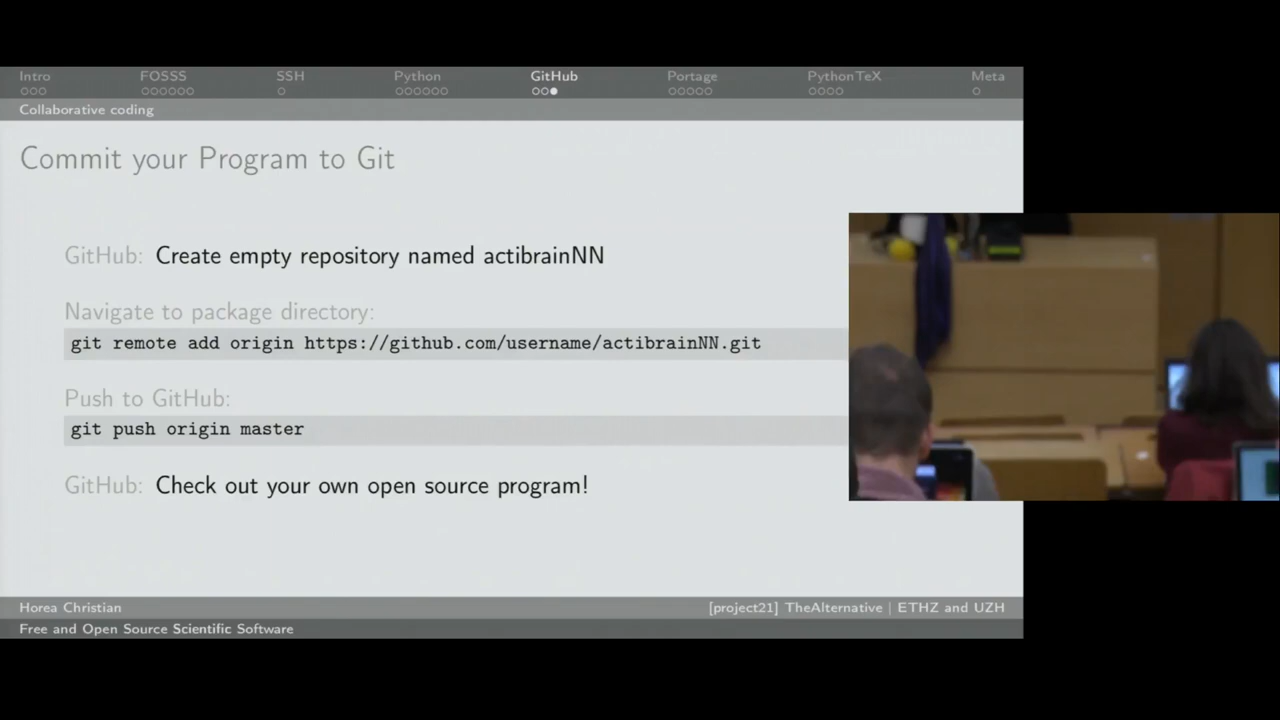 Intro FOSSS SSH Python GitHub Portage PythonTeX Meta
Collaborative coding
Commit your Program to Git
GitHub: Create empty repository named actibrainNN
Navigate to package directory:
git remote add origin https://github.com/username/actibrainNN.git
Push to GitHub:
git push origin master
GitHub: Check out your own open source program!
Horea Christian [project21] TheAlternative | ETHZ and UZH
Free and Open Source Scientific Software